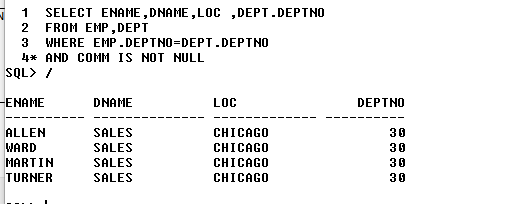 1 SELECT ENAME,DNAME,LOC ,DEPT.DEPTNO
2 FROM EMP,DEPT
3 WHERE EMP.DEPTNO=DEPT.DEPTNO
4* AND COMM IS NOT NULL
SQL> /
ENAME DNAME LOC DEPTNO
---------- -------------- ------------- ----------
ALLEN SALES CHICAGO 30
WARD SALES CHICAGO 30
MARTIN SALES CHICAGO 30
TURNER SALES CHICAGO 30